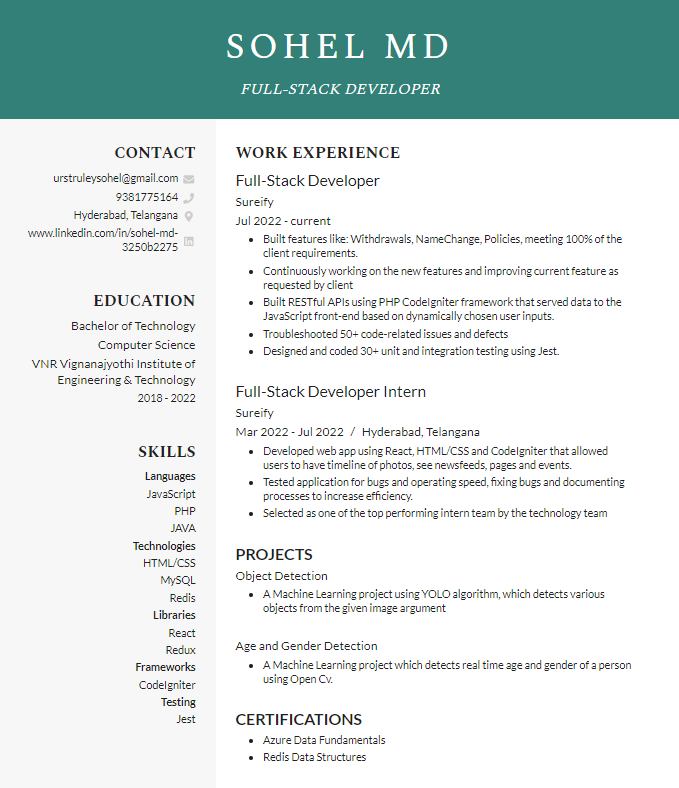 SOHEL MD
FULL-STACK DEVELOPER
CONTACT
urstruleysohel@gmail.com
9381775164
Hyderabad, Telangana
www.linkedin.com/in/sohel-md-
3250b2275
EDUCATION
Bachelor of Technology
Computer Science
VNR Vignanajyothi Institute of
Engineering & Technology
2018 - 2022
SKILLS
Languages
JavaScript
PHP
JAVA
Technologies
HTML/CSS
MySQL
Redis
Libraries
React
Redux
Frameworks
CodeIgniter
Testing
Jest
WORK EXPERIENCE
Full-Stack Developer
Sureify
Jul 2022 - current
• Built features like: Withdrawals, NameChange, Policies, meeting 100% of the
client requirements.
• Continuously working on the new features and improving current feature as
requested by client
• Built RESTful APIs using PHP CodeIgniter framework that served data to the
JavaScript front-end based on dynamically chosen user inputs.
• Troubleshooted 50+ code-related issues and defects
• Designed and coded 30+ unit and integration testing using Jest.
Full-Stack Developer Intern
Sureify
Mar 2022 - Jul 2022 / Hyderabad, Telangana
• Developed web app using React, HTML/CSS and CodeIgniter that allowed
users to have timeline of photos, see newsfeeds, pages and events.
• Tested application for bugs and operating speed, fixing bugs and documenting
processes to increase efficiency.
• Selected as one of the top performing intern team by the technology team
PROJECTS
Object Detection
• A Machine Learning project using YOLO algorithm, which detects various
objects from the given image argument
Age and Gender Detection
• A Machine Learning project which detects real time age and gender of a person
using Open Cv.
CERTIFICATIONS
• Azure Data Fundamentals
• Redis Data Structures